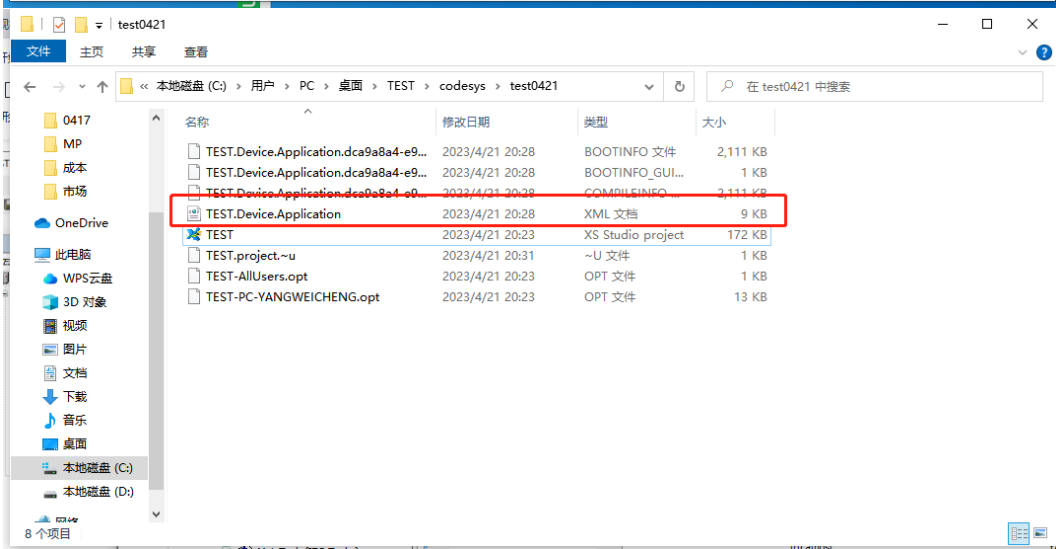 test0421
文件 主页 共享 查看
« 本地磁盘 (C:) › 用户 › PC › 桌面 › TEST › codesys › test0421
在 test0421 中搜索
0417
MP
成本
市场
OneDrive
此电脑
WPS云盘
3D 对象
视频
图片
文档
下载
音乐
桌面
本地磁盘 (C:)
本地磁盘 (D:)
网络
名称 修改日期 类型 大小
TEST.Device.Application.dca9a8a4-e9... 2023/4/21 20:28 BOOTINFO 文件 2,111 KB
TEST.Device.Application.dca9a8a4-e9... 2023/4/21 20:28 BOOTINFO_GUI... 1 KB
TEST.Device.Application.dca9a8a4-e9... 2023/4/21 20:28 COMPILEINFO ... 2,111 KB
TEST.Device.Application 2023/4/21 20:28 XML 文档 9 KB
TEST 2023/4/21 20:23 XS Studio project 172 KB
TEST.project.~u 2023/4/21 20:31 ~U 文件 1 KB
TEST-AllUsers.opt 2023/4/21 20:23 OPT 文件 1 KB
TEST-PC-YANGWEICHENG.opt 2023/4/21 20:23 OPT 文件 13 KB
8 个项目